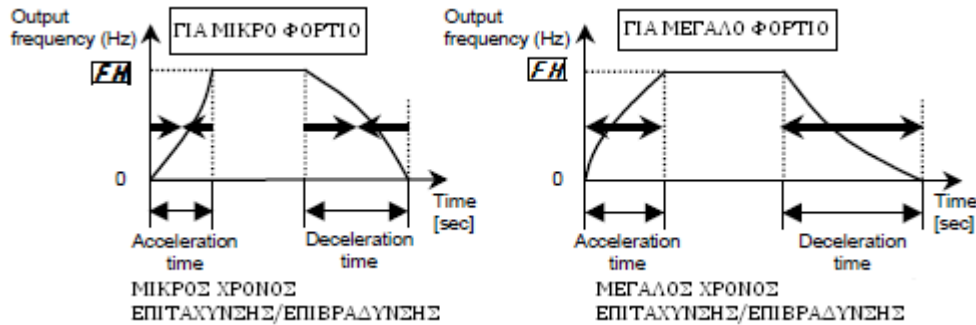 Output
frequency (Hz)
ΓΙΑ ΜΙΚΡΟ ΦΟΡΤΙΟ
FH
0
Time
[sec]
Acceleration
time
Deceleration
time
ΜΙΚΡΟΣ ΧΡΟΝΟΣ
ΕΠΙΤΑΧΥΝΣΗΣ/ΕΠΙΒΡΑΔΥΝΣΗΣ
Output
frequency (Hz)
ΓΙΑ ΜΕΓΑΛΟ ΦΟΡΤΙΟ
FH
0
Time
[sec]
Acceleration
time
Deceleration
time
ΜΕΓΑΛΟΣ ΧΡΟΝΟΣ
ΕΠΙΤΑΧΥΝΣΗΣ/ΕΠΙΒΡΑΔΥΝΣΗΣ